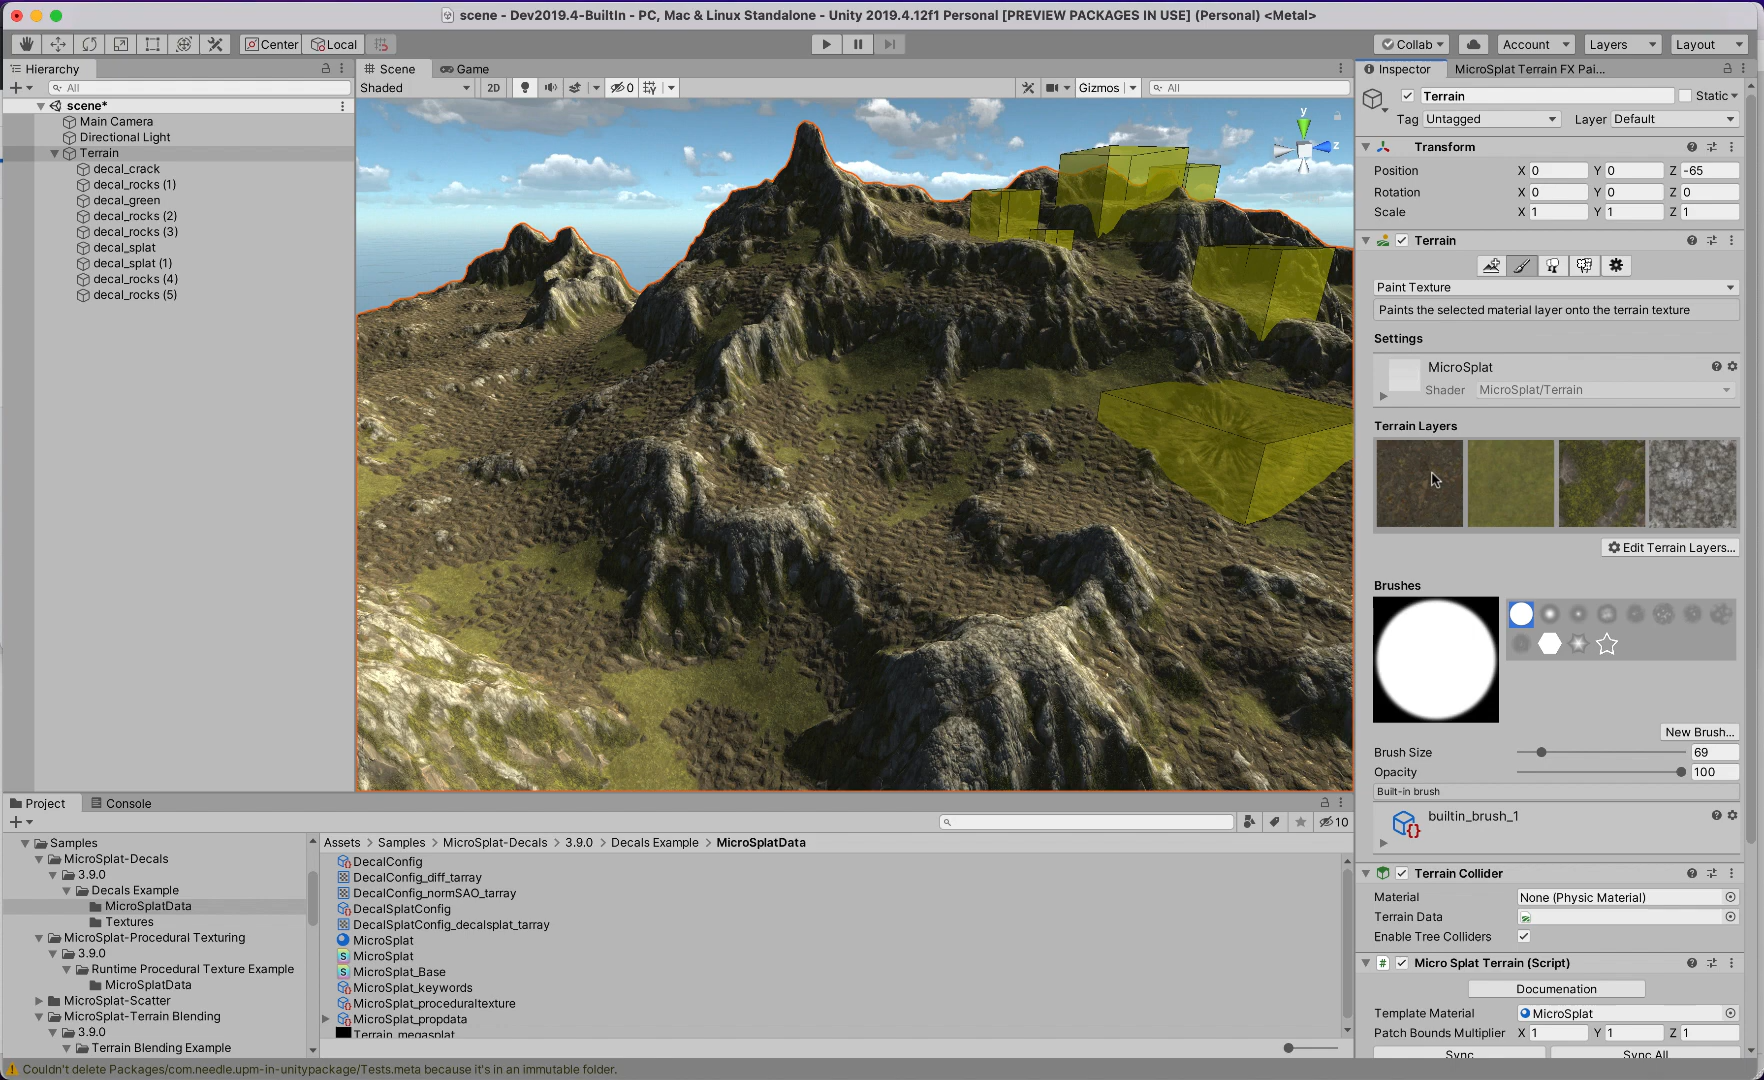 scene - Dev2019.4-BuiltIn - PC, Mac & Linux Standalone - Unity 2019.4.12f1 Personal [PREVIEW PACKAGES IN USE] (Personal) <Metal>
Center Local Collab Account Layers Layout
Hierarchy
All
scene*
Main Camera
Directional Light
Terrain
decal_crack
decal_rocks (1)
decal_green
decal_rocks (2)
decal_rocks (3)
decal_splat
decal_splat (1)
decal_rocks (4)
decal_rocks (5)
Scene Game
Shaded 2D 0 Gizmos All
y
z
Inspector MicroSplat Terrain FX Pai...
Terrain Static
Tag Untagged Layer Default
Transform
Position X 0 Y 0 Z -65
Rotation X 0 Y 0 Z 0
Scale X 1 Y 1 Z 1
Terrain
Paint Texture
Paints the selected material layer onto the terrain texture
Settings
MicroSplat
Shader MicroSplat/Terrain
Terrain Layers
Edit Terrain Layers...
Brushes
New Brush...
Brush Size 69
Opacity 100
Built-in brush
builtin_brush_1
Terrain Collider
Material None (Physic Material)
Terrain Data
Enable Tree Colliders
Micro Splat Terrain (Script)
Documenation
Template Material MicroSplat
Patch Bounds Multiplier X 1 Y 1 Z 1
Sync Sync All
Project Console
10
Samples
MicroSplat-Decals
3.9.0
Decals Example
MicroSplatData
Textures
MicroSplat-Procedural Texturing
3.9.0
Runtime Procedural Texture Example
MicroSplatData
MicroSplat-Scatter
MicroSplat-Terrain Blending
3.9.0
Terrain Blending Example
Assets > Samples > MicroSplat-Decals > 3.9.0 > Decals Example > MicroSplatData
DecalConfig
DecalConfig_diff_tarray
DecalConfig_normSAO_tarray
DecalSplatConfig
DecalSplatConfig_decalsplat_tarray
MicroSplat
MicroSplat
MicroSplat_Base
MicroSplat_keywords
MicroSplat_proceduraltexture
MicroSplat_propdata
Terrain_megasplat
Couldn't delete Packages/com.needle.upm-in-unitypackage/Tests.meta because it's in an immutable folder.